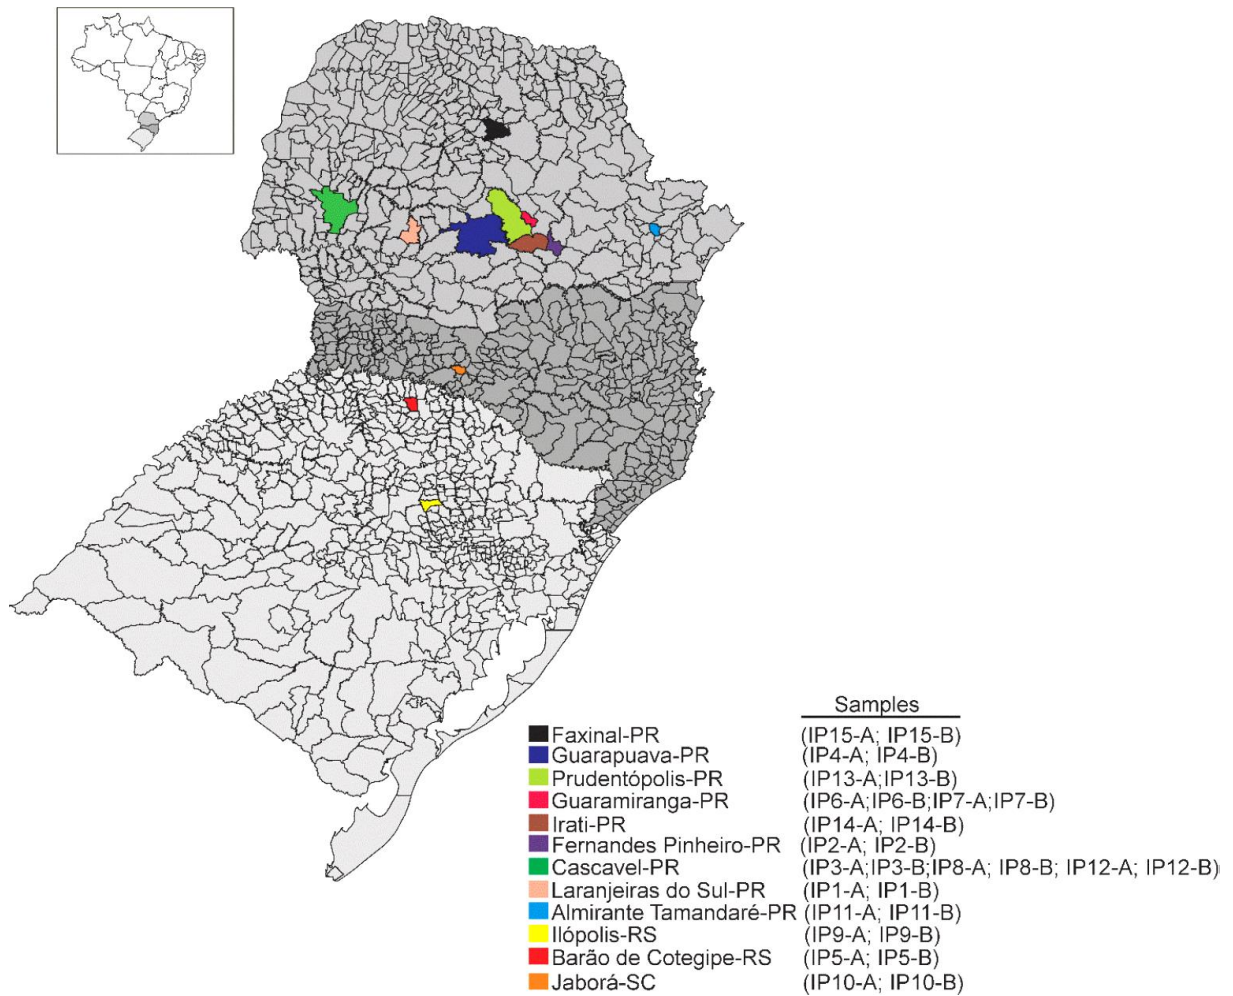 Samples
Faxinal-PR (IP15-A; IP15-B)
Guarapuava-PR (IP4-A; IP4-B)
Prudentópolis-PR (IP13-A;IP13-B)
Guaramiranga-PR (IP6-A;IP6-B;IP7-A;IP7-B)
Irati-PR (IP14-A; IP14-B)
Fernandes Pinheiro-PR (IP2-A; IP2-B)
Cascavel-PR (IP3-A;IP3-B;IP8-A; IP8-B; IP12-A; IP12-B)
Laranjeiras do Sul-PR (IP1-A; IP1-B)
Almirante Tamandaré-PR (IP11-A; IP11-B)
Ilópolis-RS (IP9-A; IP9-B)
Barão de Cotegipe-RS (IP5-A; IP5-B)
Jaborá-SC (IP10-A; IP10-B)